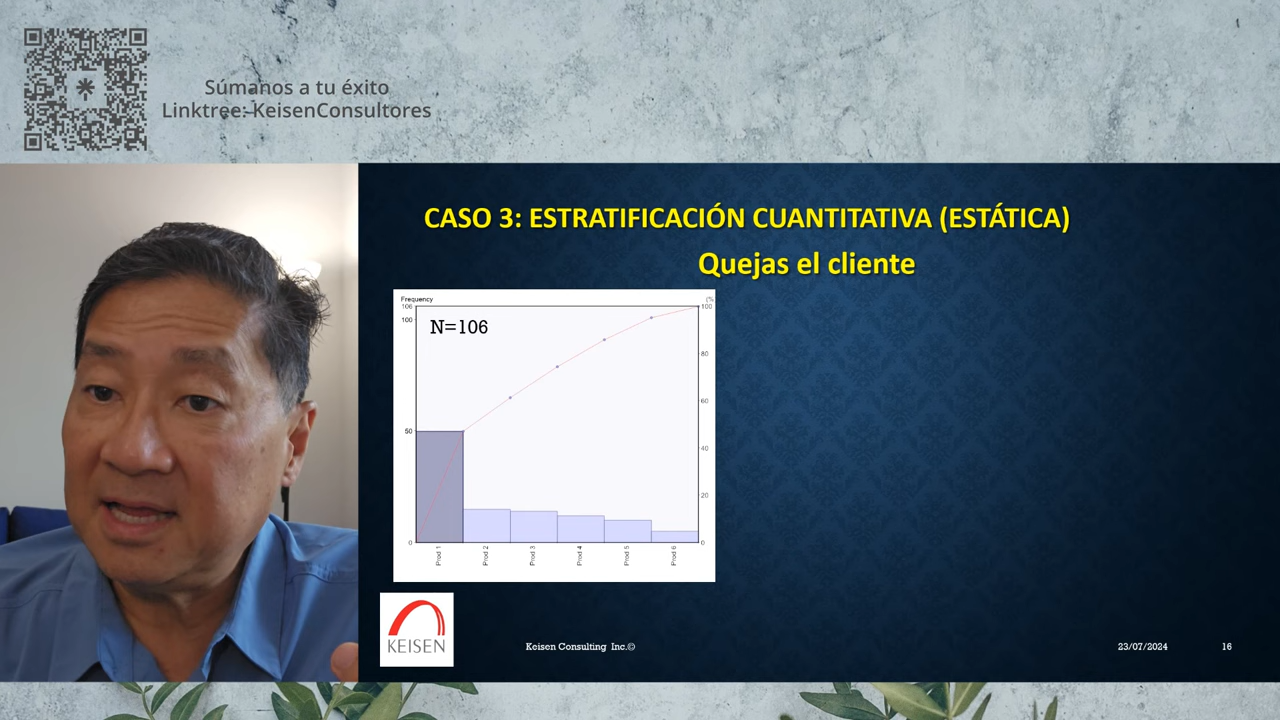 Súmanos a tu éxito
Linktree: KeisenConsultores
CASO 3: ESTRATIFICACIÓN CUANTITATIVA (ESTÁTICA)
Quejas el cliente
Frequency
(%
106
100
50
0
N=106
100
80
60
40
20
0
Prod 1
Prod 2
Prod 3
Prod 4
Prod 5
Prod 6
KEISEN
Keisen Consulting Inc.©
23/07/2024
16